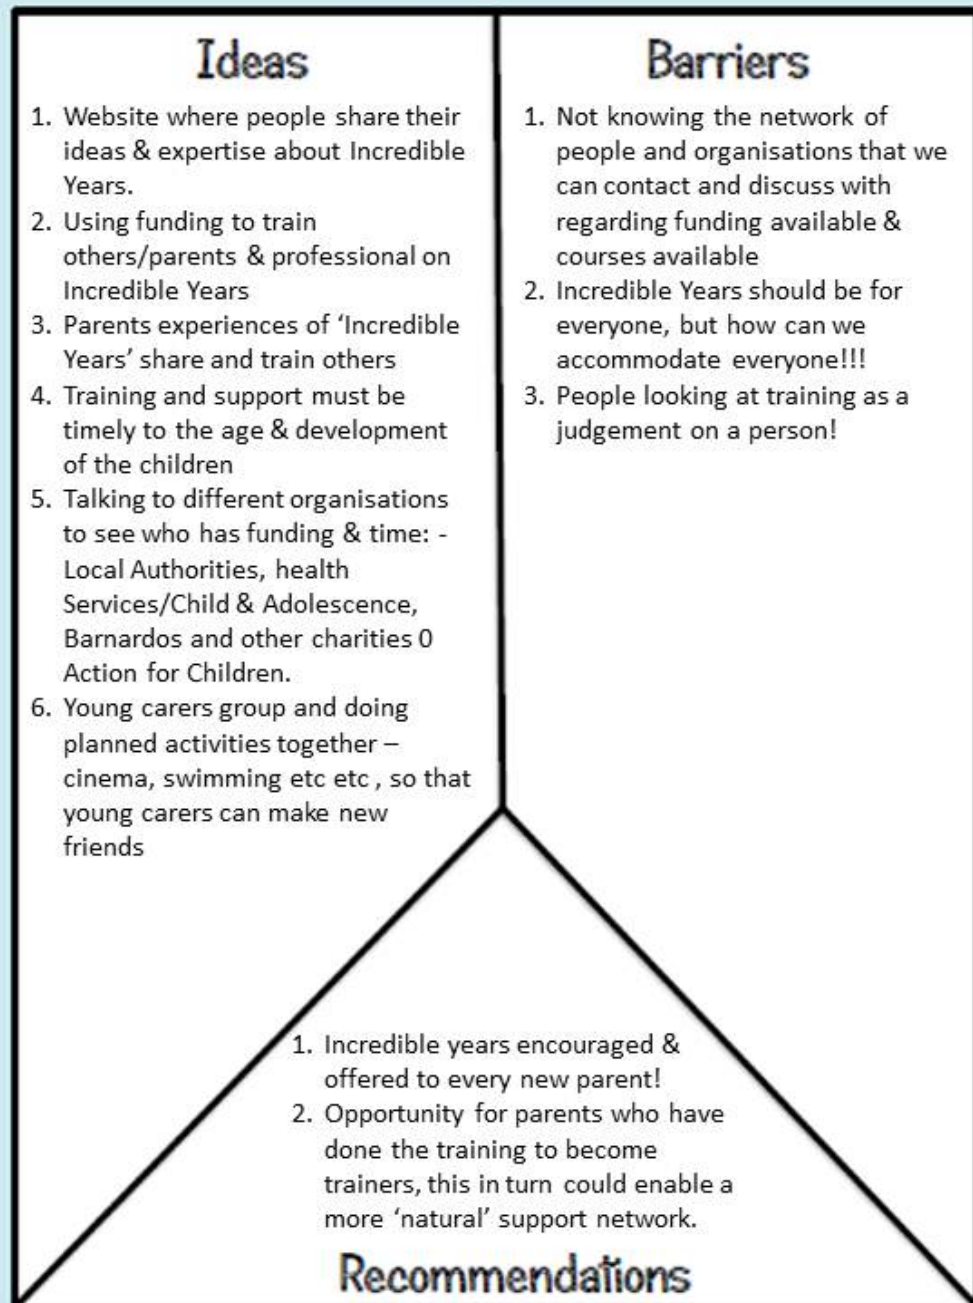 Ideas
1. Website where people share their
ideas & expertise about Incredible
Years.
2. Using funding to train
others/parents & professional on
Incredible Years
3. Parents experiences of ‘Incredible
Years’ share and train others
4. Training and support must be
timely to the age & development
of the children
5. Talking to different organisations
to see who has funding & time: -
Local Authorities, health
Services/Child & Adolescence,
Barnardos and other charities 0
Action for Children.
6. Young carers group and doing
planned activities together –
cinema, swimming etc etc , so that
young carers can make new
friends
Barriers
1. Not knowing the network of
people and organisations that we
can contact and discuss with
regarding funding available &
courses available
2. Incredible Years should be for
everyone, but how can we
accommodate everyone!!!
3. People looking at training as a
judgement on a person!
1. Incredible years encouraged &
offered to every new parent!
2. Opportunity for parents who have
done the training to become
trainers, this in turn could enable a
more ‘natural’ support network.
Recommendations